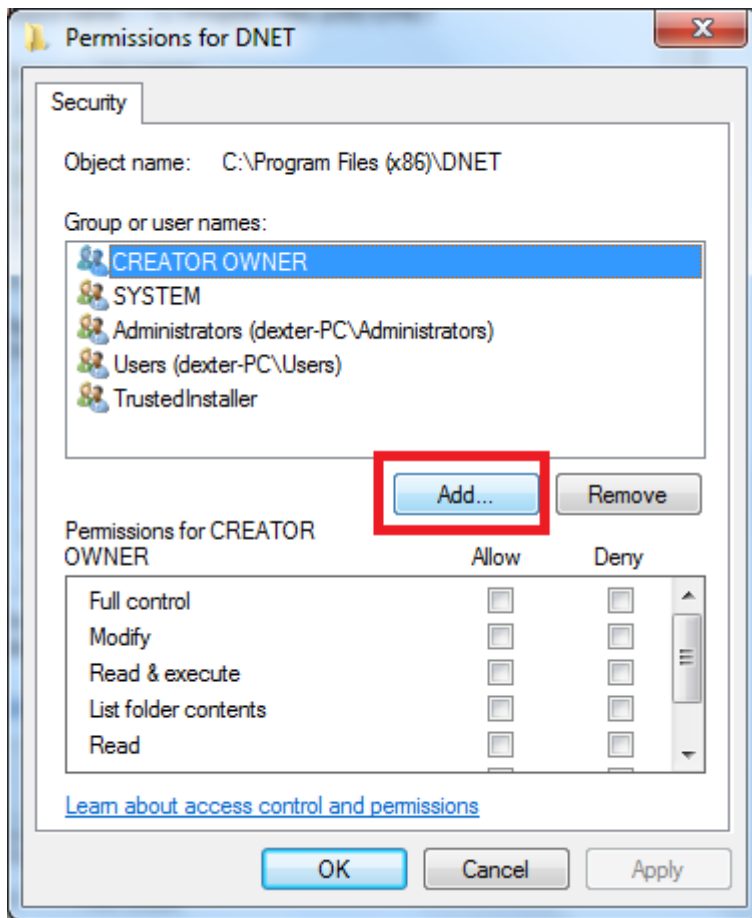 Permissions for DNET
Security
Object name: C:\Program Files (x86)\DNET
Group or user names:
CREATOR OWNER
SYSTEM
Administrators (dexter-PC\Administrators)
Users (dexter-PC\Users)
TrustedInstaller
Add... Remove
Permissions for CREATOR
OWNER Allow Deny
Full control
Modify
Read & execute
List folder contents
Read
Learn about access control and permissions
OK Cancel Apply